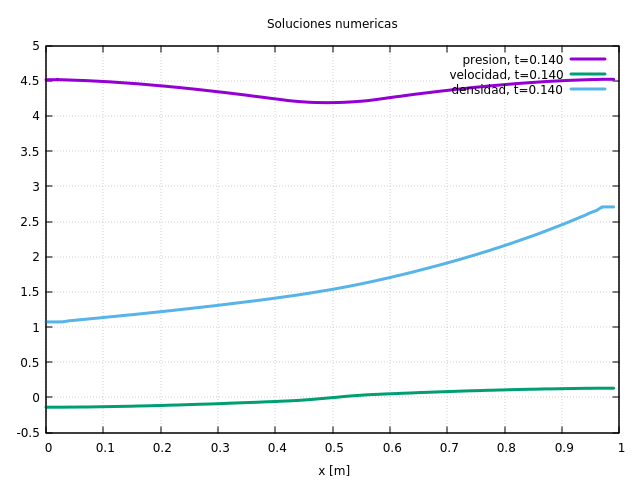 Soluciones numericas
presion, t=0.140
velocidad, t=0.140
densidad, t=0.140
5
4.5
4
3.5
3
2.5
2
1.5
1
0.5
0
-0.5
0 0.1 0.2 0.3 0.4 0.5 0.6 0.7 0.8 0.9 1
x [m]